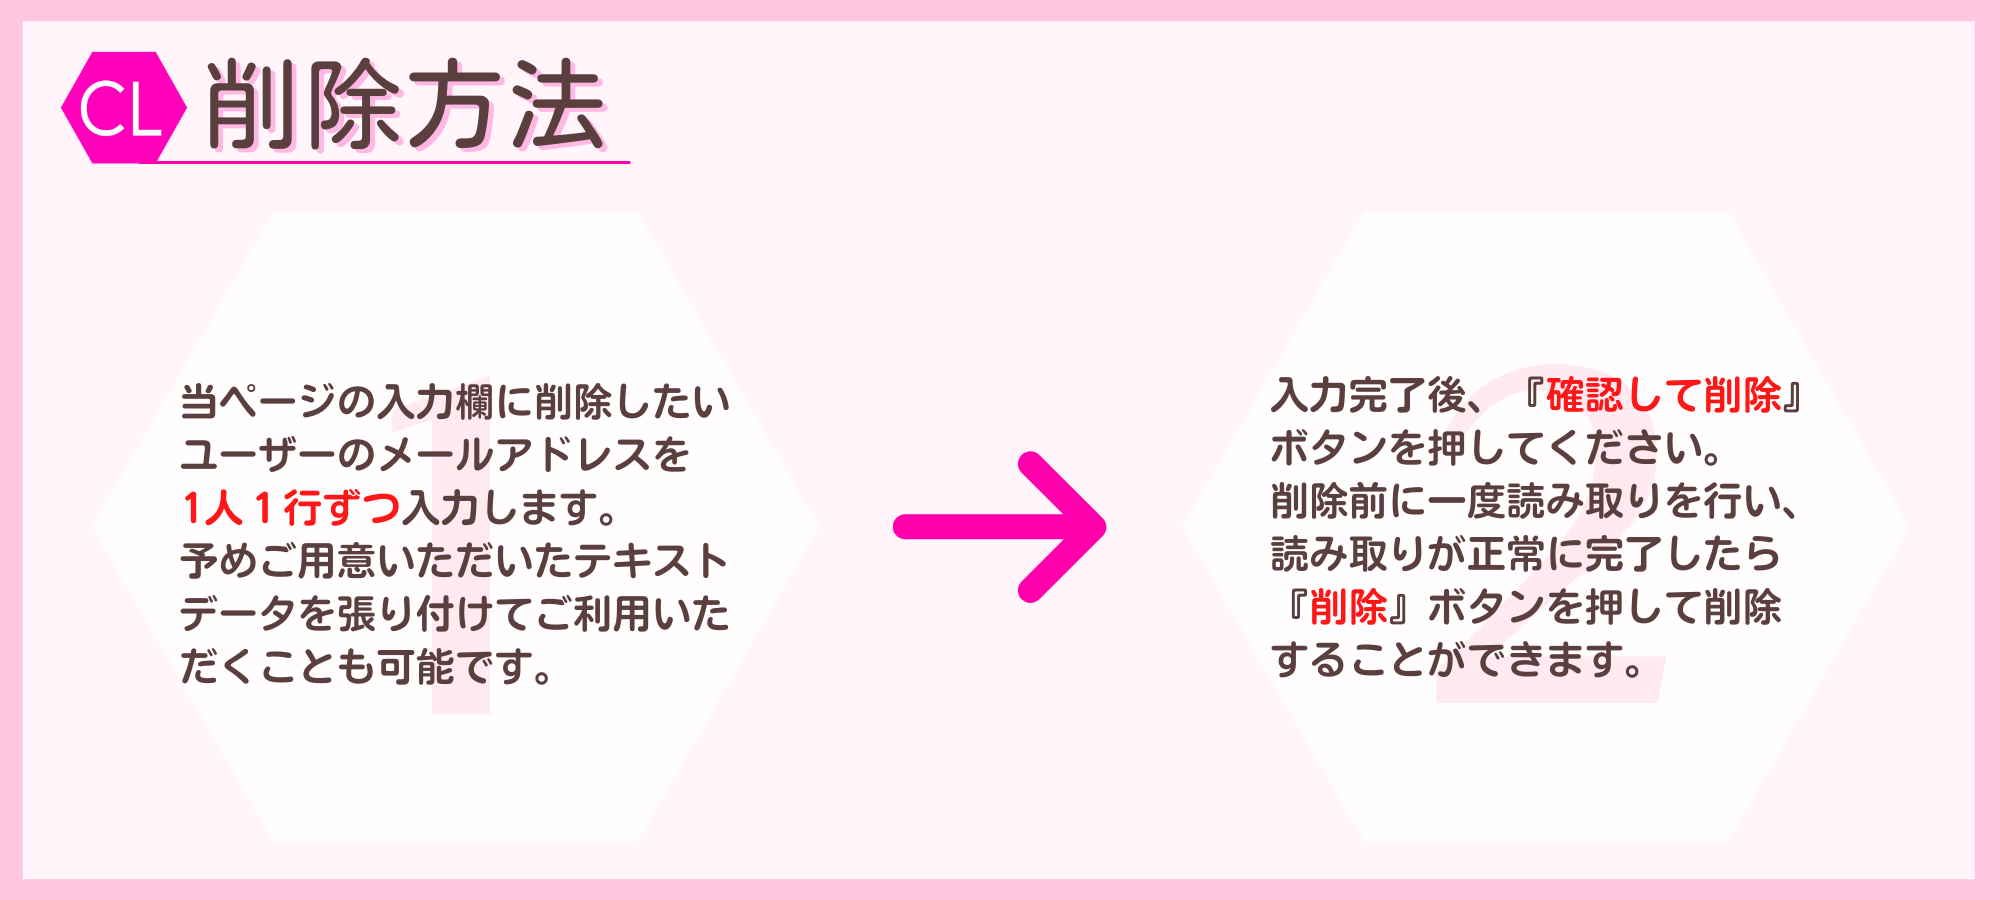 CL 削除方法
1
当ページの入力欄に削除したい
ユーザーのメールアドレスを
1人１行ずつ入力します。
予めご用意いただいたテキスト
データを張り付けてご利用いた
だくことも可能です。
2
入力完了後、『確認して削除』
ボタンを押してください。
削除前に一度読み取りを行い、
読み取りが正常に完了したら
『削除』ボタンを押して削除
することができます。